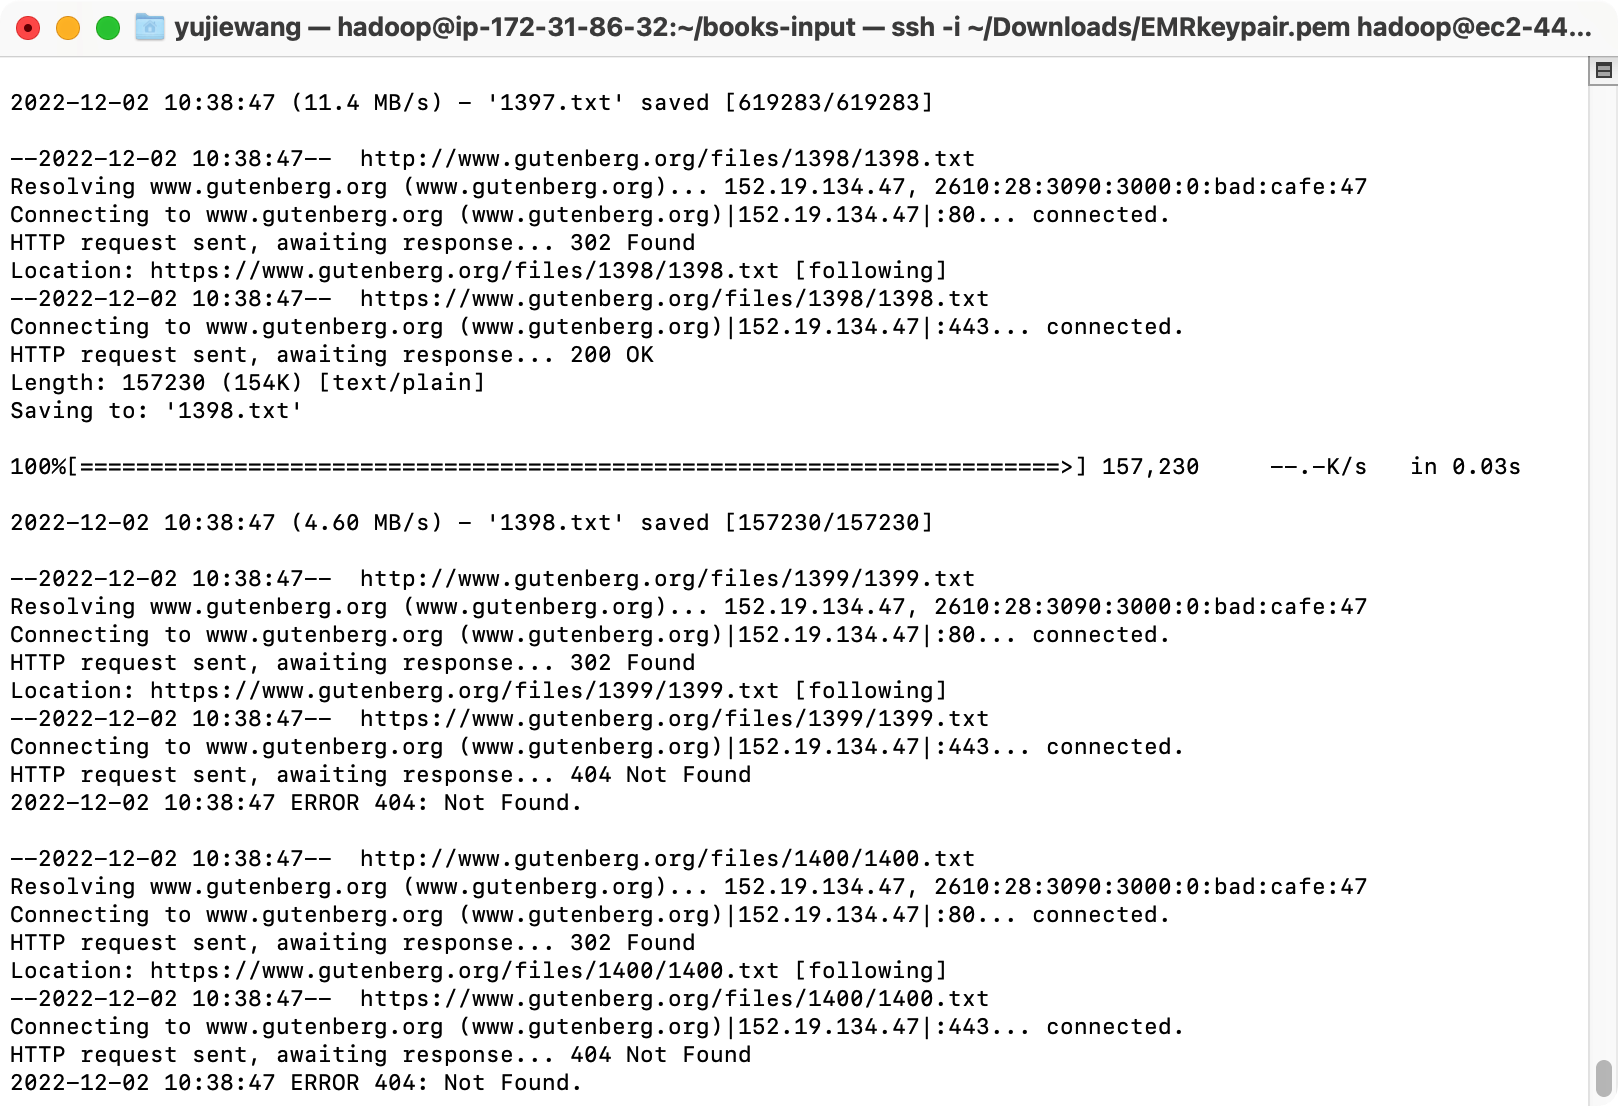 yujiewang — hadoop@ip-172-31-86-32:~/books-input — ssh -i ~/Downloads/EMRkeypair.pem hadoop@ec2-44...
2022-12-02 10:38:47 (11.4 MB/s) - '1397.txt' saved [619283/619283]
--2022-12-02 10:38:47--  http://www.gutenberg.org/files/1398/1398.txt
Resolving www.gutenberg.org (www.gutenberg.org)... 152.19.134.47, 2610:28:3090:3000:0:bad:cafe:47
Connecting to www.gutenberg.org (www.gutenberg.org)|152.19.134.47|:80... connected.
HTTP request sent, awaiting response... 302 Found
Location: https://www.gutenberg.org/files/1398/1398.txt [following]
--2022-12-02 10:38:47--  https://www.gutenberg.org/files/1398/1398.txt
Connecting to www.gutenberg.org (www.gutenberg.org)|152.19.134.47|:443... connected.
HTTP request sent, awaiting response... 200 OK
Length: 157230 (154K) [text/plain]
Saving to: '1398.txt'
100%[======================================================================>] 157,230     --.-K/s   in 0.03s
2022-12-02 10:38:47 (4.60 MB/s) - '1398.txt' saved [157230/157230]
--2022-12-02 10:38:47--  http://www.gutenberg.org/files/1399/1399.txt
Resolving www.gutenberg.org (www.gutenberg.org)... 152.19.134.47, 2610:28:3090:3000:0:bad:cafe:47
Connecting to www.gutenberg.org (www.gutenberg.org)|152.19.134.47|:80... connected.
HTTP request sent, awaiting response... 302 Found
Location: https://www.gutenberg.org/files/1399/1399.txt [following]
--2022-12-02 10:38:47--  https://www.gutenberg.org/files/1399/1399.txt
Connecting to www.gutenberg.org (www.gutenberg.org)|152.19.134.47|:443... connected.
HTTP request sent, awaiting response... 404 Not Found
2022-12-02 10:38:47 ERROR 404: Not Found.
--2022-12-02 10:38:47--  http://www.gutenberg.org/files/1400/1400.txt
Resolving www.gutenberg.org (www.gutenberg.org)... 152.19.134.47, 2610:28:3090:3000:0:bad:cafe:47
Connecting to www.gutenberg.org (www.gutenberg.org)|152.19.134.47|:80... connected.
HTTP request sent, awaiting response... 302 Found
Location: https://www.gutenberg.org/files/1400/1400.txt [following]
--2022-12-02 10:38:47--  https://www.gutenberg.org/files/1400/1400.txt
Connecting to www.gutenberg.org (www.gutenberg.org)|152.19.134.47|:443... connected.
HTTP request sent, awaiting response... 404 Not Found
2022-12-02 10:38:47 ERROR 404: Not Found.